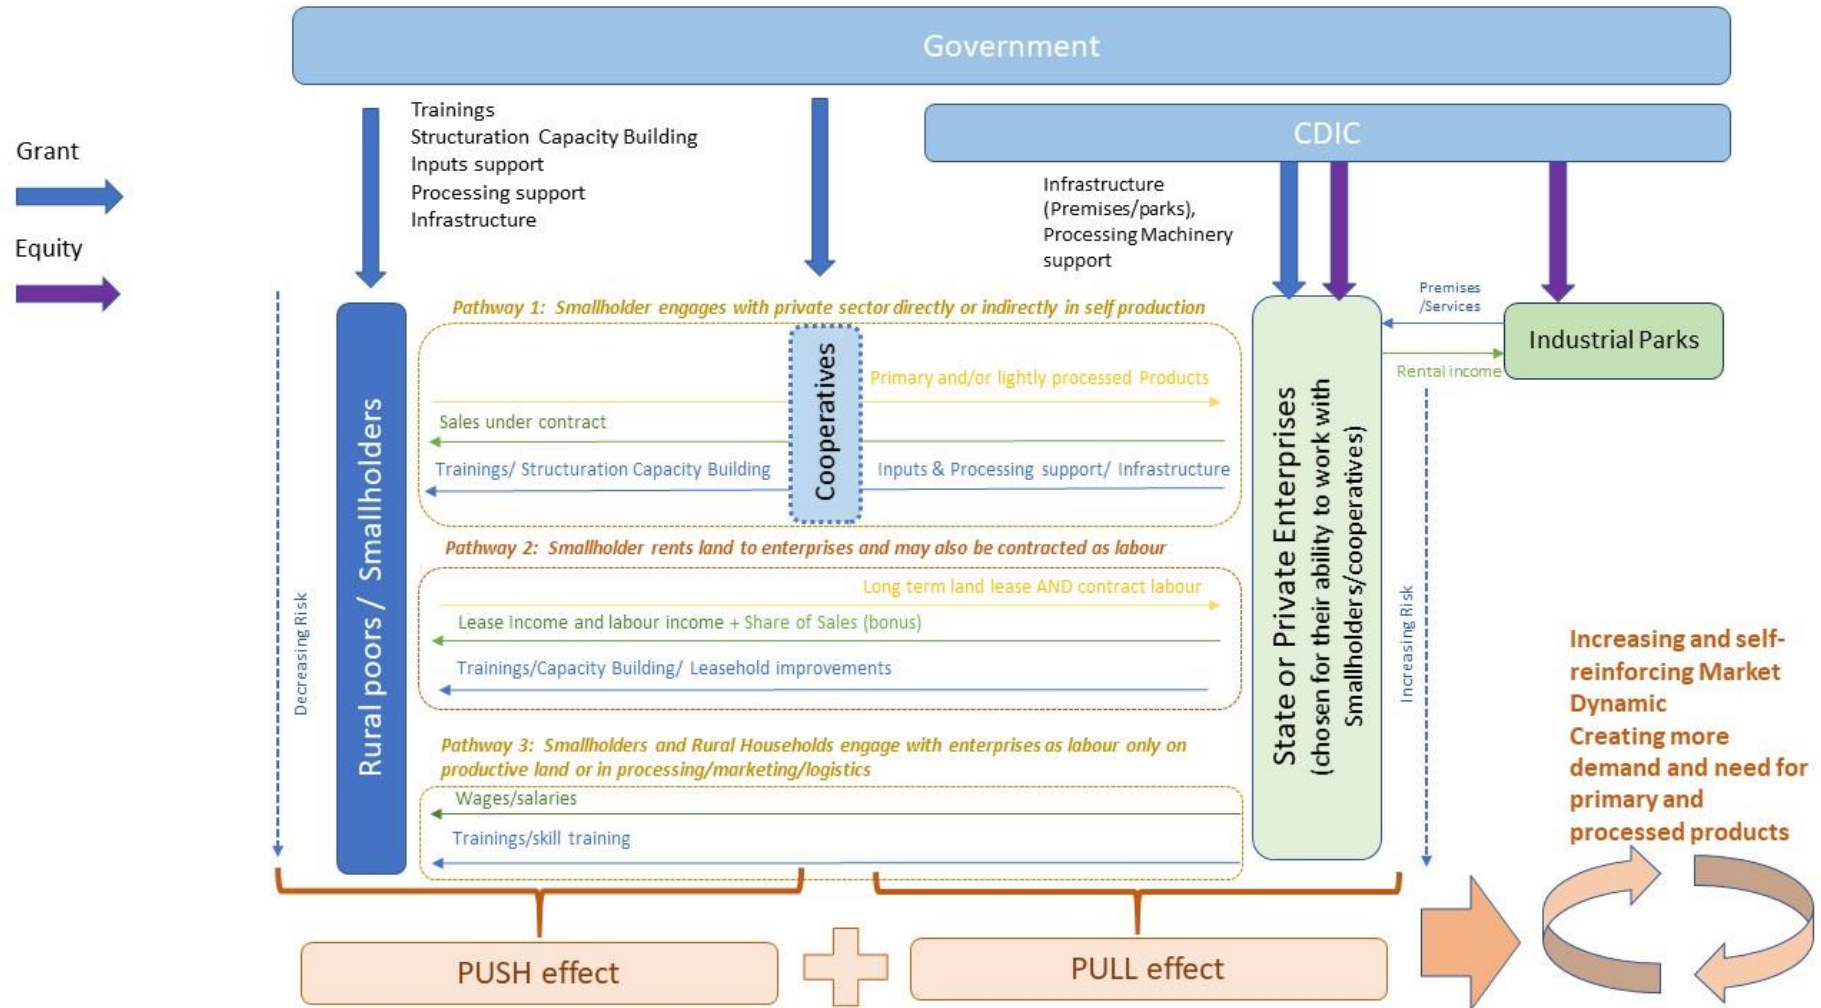 Government
Grant
Equity
Trainings
Structuration Capacity Building
Inputs support
Processing support
Infrastructure
CDIC
Infrastructure
(Premises/parks),
Processing Machinery
support
Premises
/Services
Industrial Parks
Rental income
Decreasing Risk
Rural poors / Smallholders
Pathway 1: Smallholder engages with private sector directly or indirectly in self production
Cooperatives
Primary and/or lightly processed Products
Sales under contract
Trainings/ Structuration Capacity Building
Inputs & Processing support/ Infrastructure
Pathway 2: Smallholder rents land to enterprises and may also be contracted as labour
Long term land lease AND contract labour
Lease Income and labour income + Share of Sales (bonus)
Trainings/Capacity Building/ Leasehold improvements
Pathway 3: Smallholders and Rural Households engage with enterprises as labour only on
productive land or in processing/marketing/logistics
Wages/salaries
Trainings/skill training
State or Private Enterprises
(chosen for their ability to work with
Smallholders/cooperatives)
Increasing Risk
Increasing and self-
reinforcing Market
Dynamic
Creating more
demand and need for
primary and
processed products
PUSH effect
PULL effect